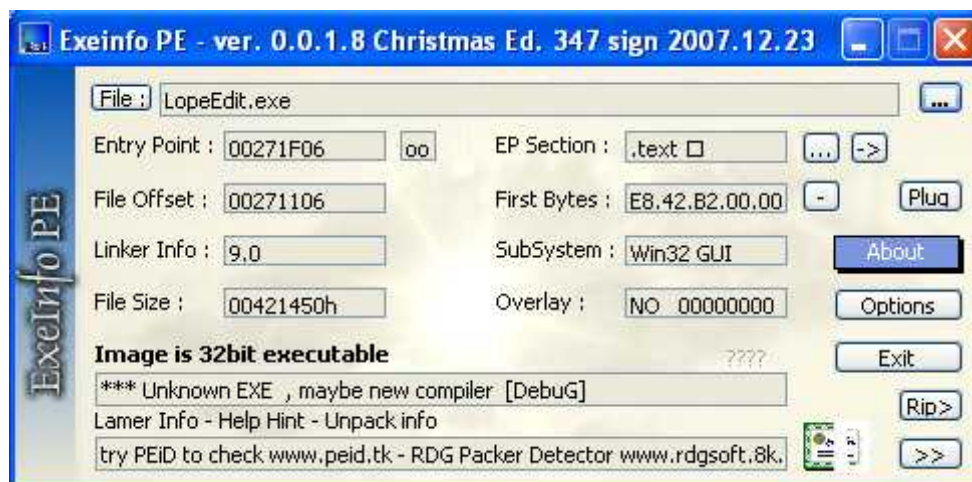 Exeinfo PE - ver. 0.0.1.8 Christmas Ed. 347 sign 2007.12.23
File : LopeEdit.exe ...
Entry Point : 00271F06 oo EP Section : .text ... ->
File Offset : 00271106 First Bytes : E8.42.B2.00.00 - Plug
Linker Info : 9.0 SubSystem : Win32 GUI About
File Size : 00421450h Overlay : NO 00000000 Options
Image is 32bit executable ???? Exit
*** Unknown EXE , maybe new compiler [DebuG]
Lamer Info - Help Hint - Unpack info Rip>
try PEiD to check www.peid.tk - RDG Packer Detector www.rdgsoft.8k. >>
ExeInfo PE